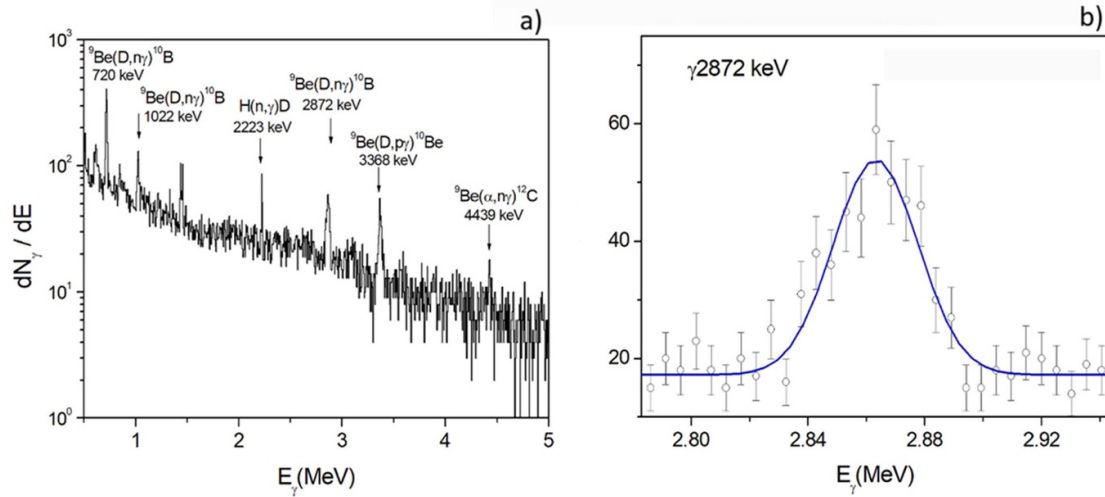 a)
10³
10²
10¹
10⁰
dNᵧ / dE
⁹Be(D,nγ)¹⁰B
720 keV
⁹Be(D,nγ)¹⁰B
1022 keV
H(n,γ)D
2223 keV
⁹Be(D,nγ)¹⁰B
2872 keV
⁹Be(D,pγ)¹⁰Be
3368 keV
⁹Be(α,nγ)¹²C
4439 keV
1 2 3 4 5
Eᵧ(MeV)
b)
γ2872 keV
60
40
20
2.80 2.84 2.88 2.92
Eᵧ(MeV)